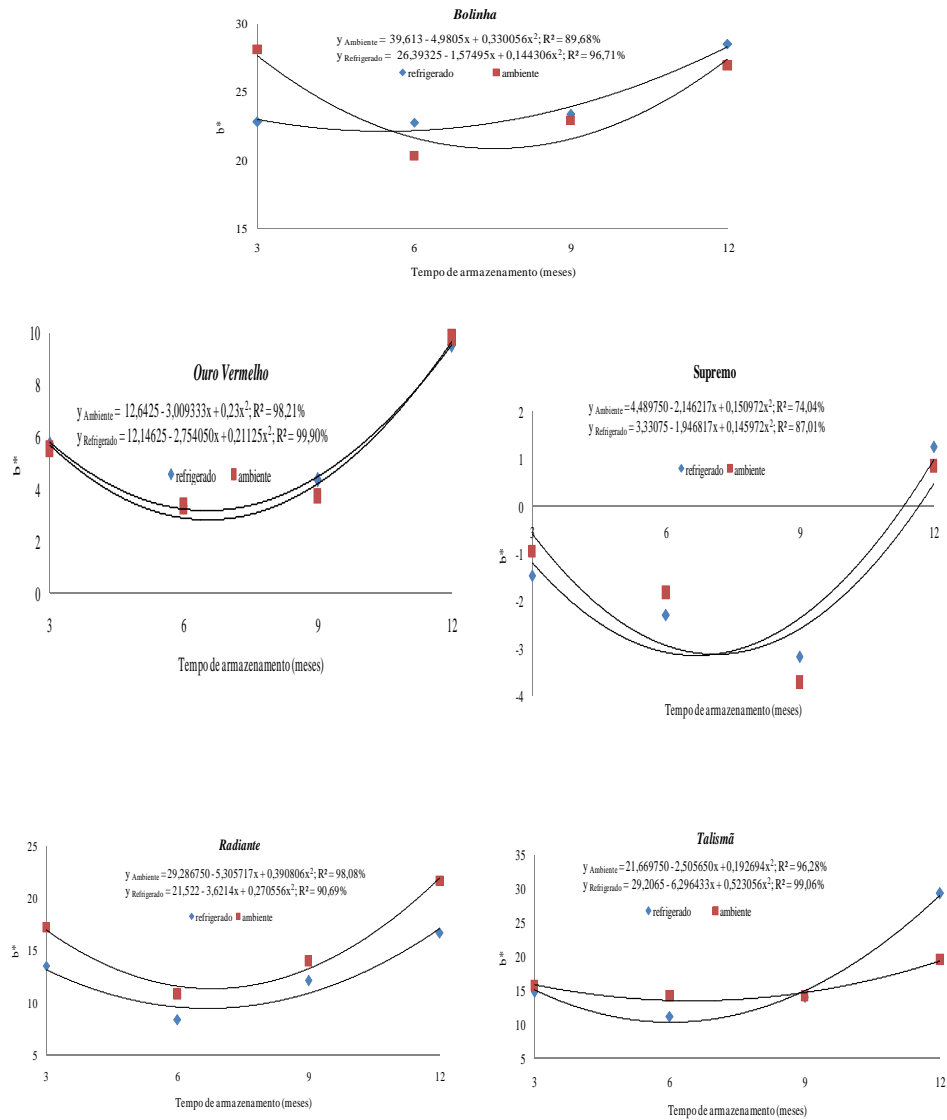 Bolinha
30
y Ambiente = 39,613 - 4,9805x + 0,330056x²; R² = 89,68%
y Refrigerado = 26,39325 - 1,57495x + 0,144306x²; R² = 96,71%
refrigerado ambiente
25
b*
20
15
3 6 9 12
Tempo de armazenamento (meses)
10
Ouro Vermelho
8
y Ambiente = 12,6425 - 3,009333x + 0,23x²; R² = 98,21%
y Refrigerado = 12,14625 - 2,754050x + 0,21125x²; R² = 99,90%
6
b*
refrigerado ambiente
4
2
0
3 6 9 12
Tempo de armazenamento (meses)
Supremo
2
y Ambiente = 4,489750 - 2,146217x + 0,150972x²; R² = 74,04%
y Refrigerado = 3,33075 - 1,946817x + 0,145972x²; R² = 87,01%
1
refrigerado ambiente
0
3 6 9 12
-1
b*
-2
-3
-4
Tempo de armazenamento (meses)
Radiante
25
y Ambiente = 29,286750 - 5,305717x + 0,390806x²; R² = 98,08%
y Refrigerado = 21,522 - 3,6214x + 0,270556x²; R² = 90,69%
20
refrigerado ambiente
15
b*
10
5
3 6 9 12
Tempo de armazenamento (meses)
Talismã
35
y Ambiente = 21,669750 - 2,505650x + 0,192694x²; R² = 96,28%
y Refrigerado = 29,2065 - 6,296433x + 0,523056x²; R² = 99,06%
30
refrigerado ambiente
25
b*
20
15
10
5
3 6 9 12
Tempo de armazenamento (meses)